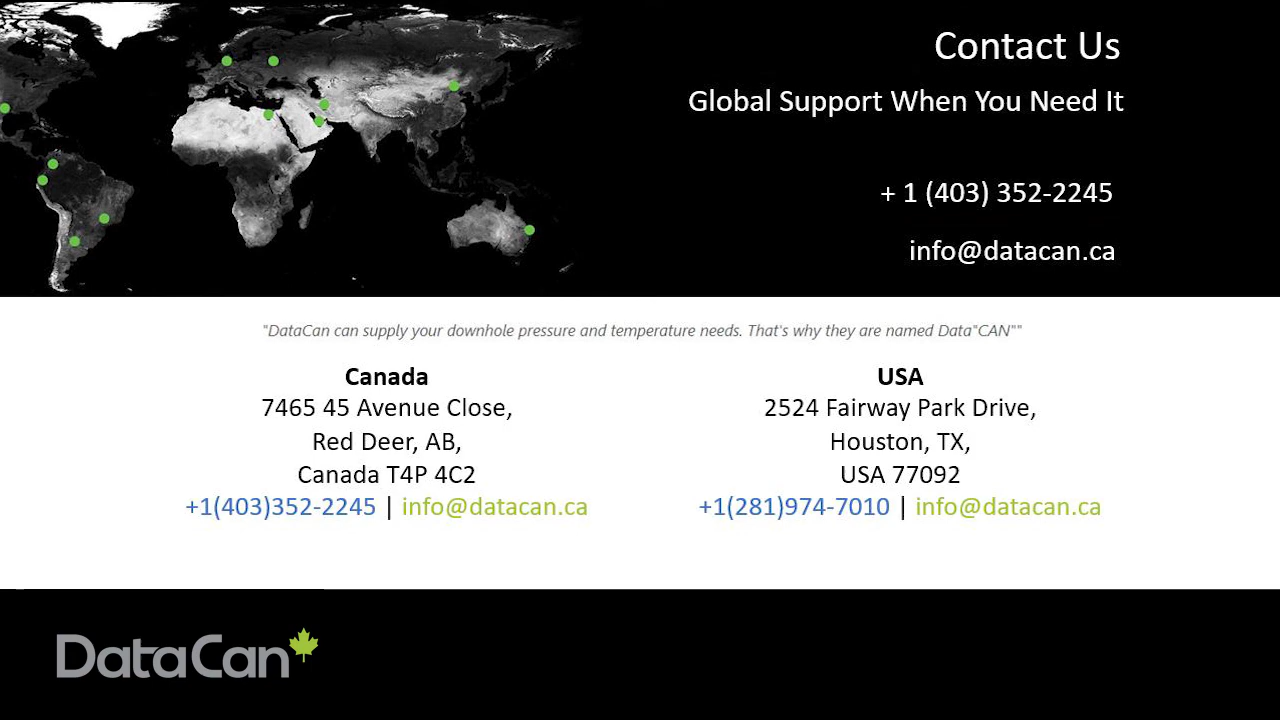 Contact Us
Global Support When You Need It
+ 1 (403) 352-2245
info@datacan.ca
"DataCan can supply your downhole pressure and temperature needs. That's why they are named Data"CAN""
Canada
7465 45 Avenue Close,
Red Deer, AB,
Canada T4P 4C2
+1(403)352-2245 | info@datacan.ca
USA
2524 Fairway Park Drive,
Houston, TX,
USA 77092
+1(281)974-7010 | info@datacan.ca
DataCan